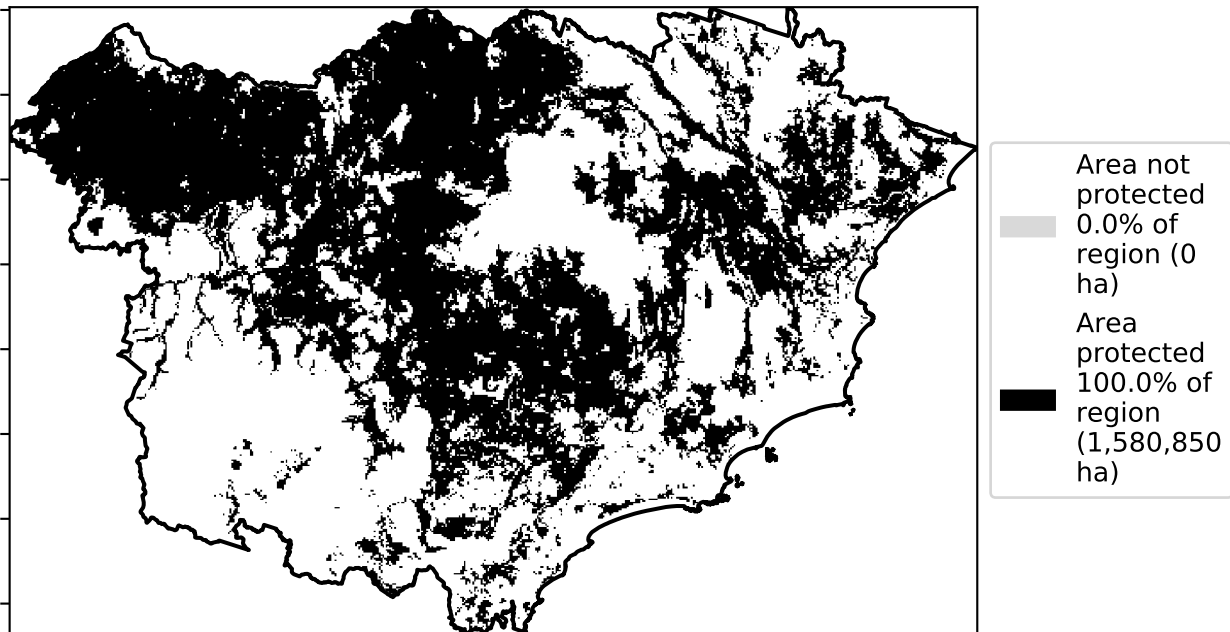 Area not
protected
0.0% of
region (0
ha)
Area
protected
100.0% of
region
(1,580,850
ha)